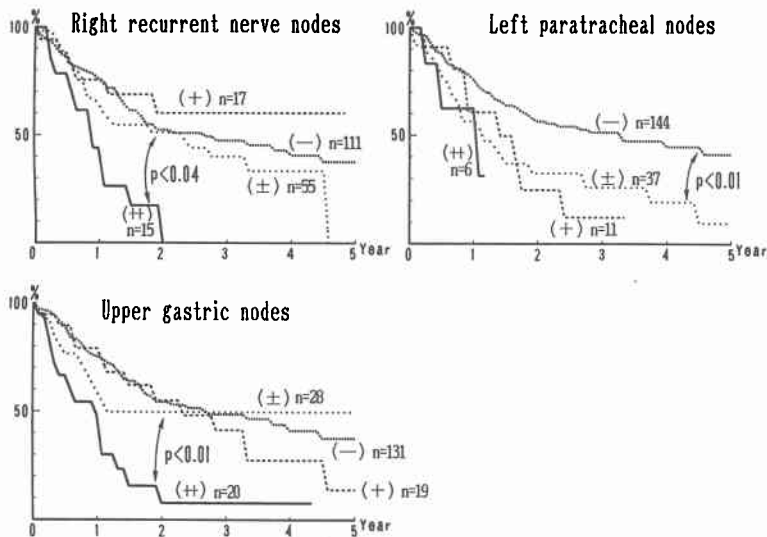 Right recurrent nerve nodes
%
100
50
(+) n=17
(−) n=111
p<0.04
(±) n=55
(++)
n=15
0 1 2 3 4 5 Year
Left paratracheal nodes
%
100
50
(−) n=144
(++)
n=6
(±) n=37
p<0.01
(+) n=11
0 1 2 3 4 5 Year
Upper gastric nodes
%
100
50
(±) n=28
p<0.01
(−) n=131
(++) n=20
(+) n=19
0 1 2 3 4 5 Year